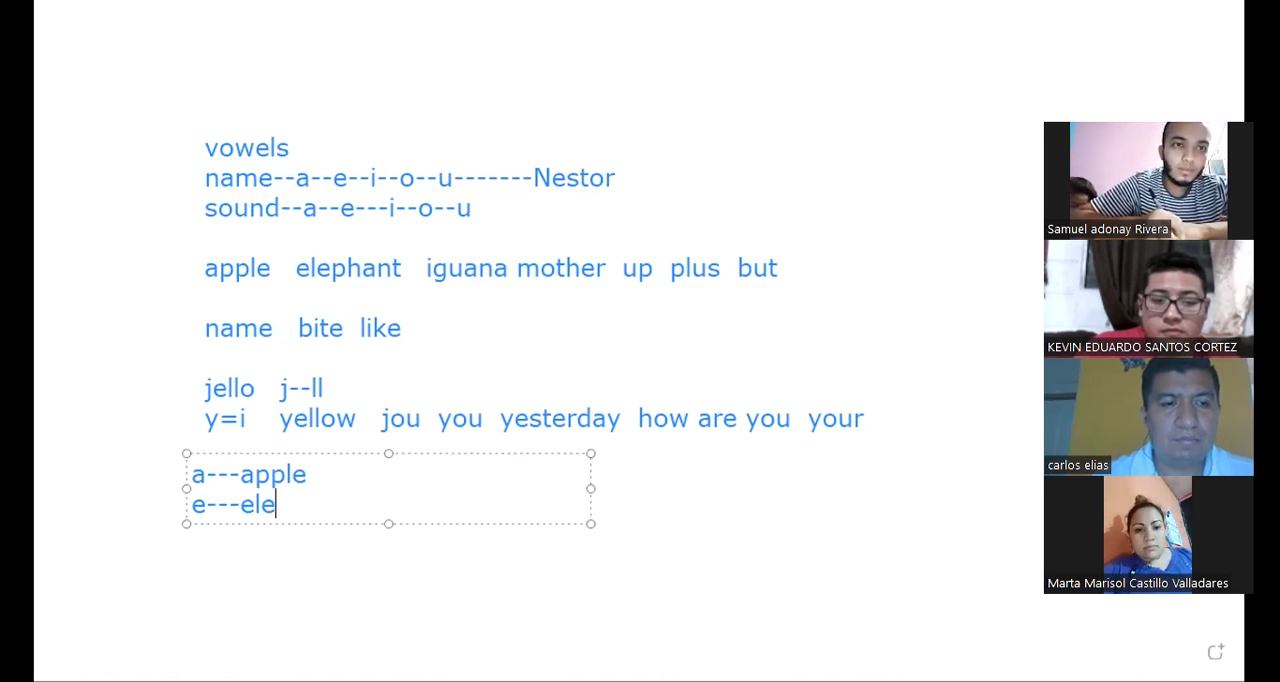 vowels
name--a--e--i--o--u-------Nestor
sound--a--e---i--o--u
apple elephant iguana mother up plus but
name bite like
jello j--ll
y=i yellow jou you yesterday how are you your
a---apple
e---ele
Samuel adonay Rivera
KEVIN EDUARDO SANTOS CORTEZ
carlos elias
Marta Marisol Castillo Valladares